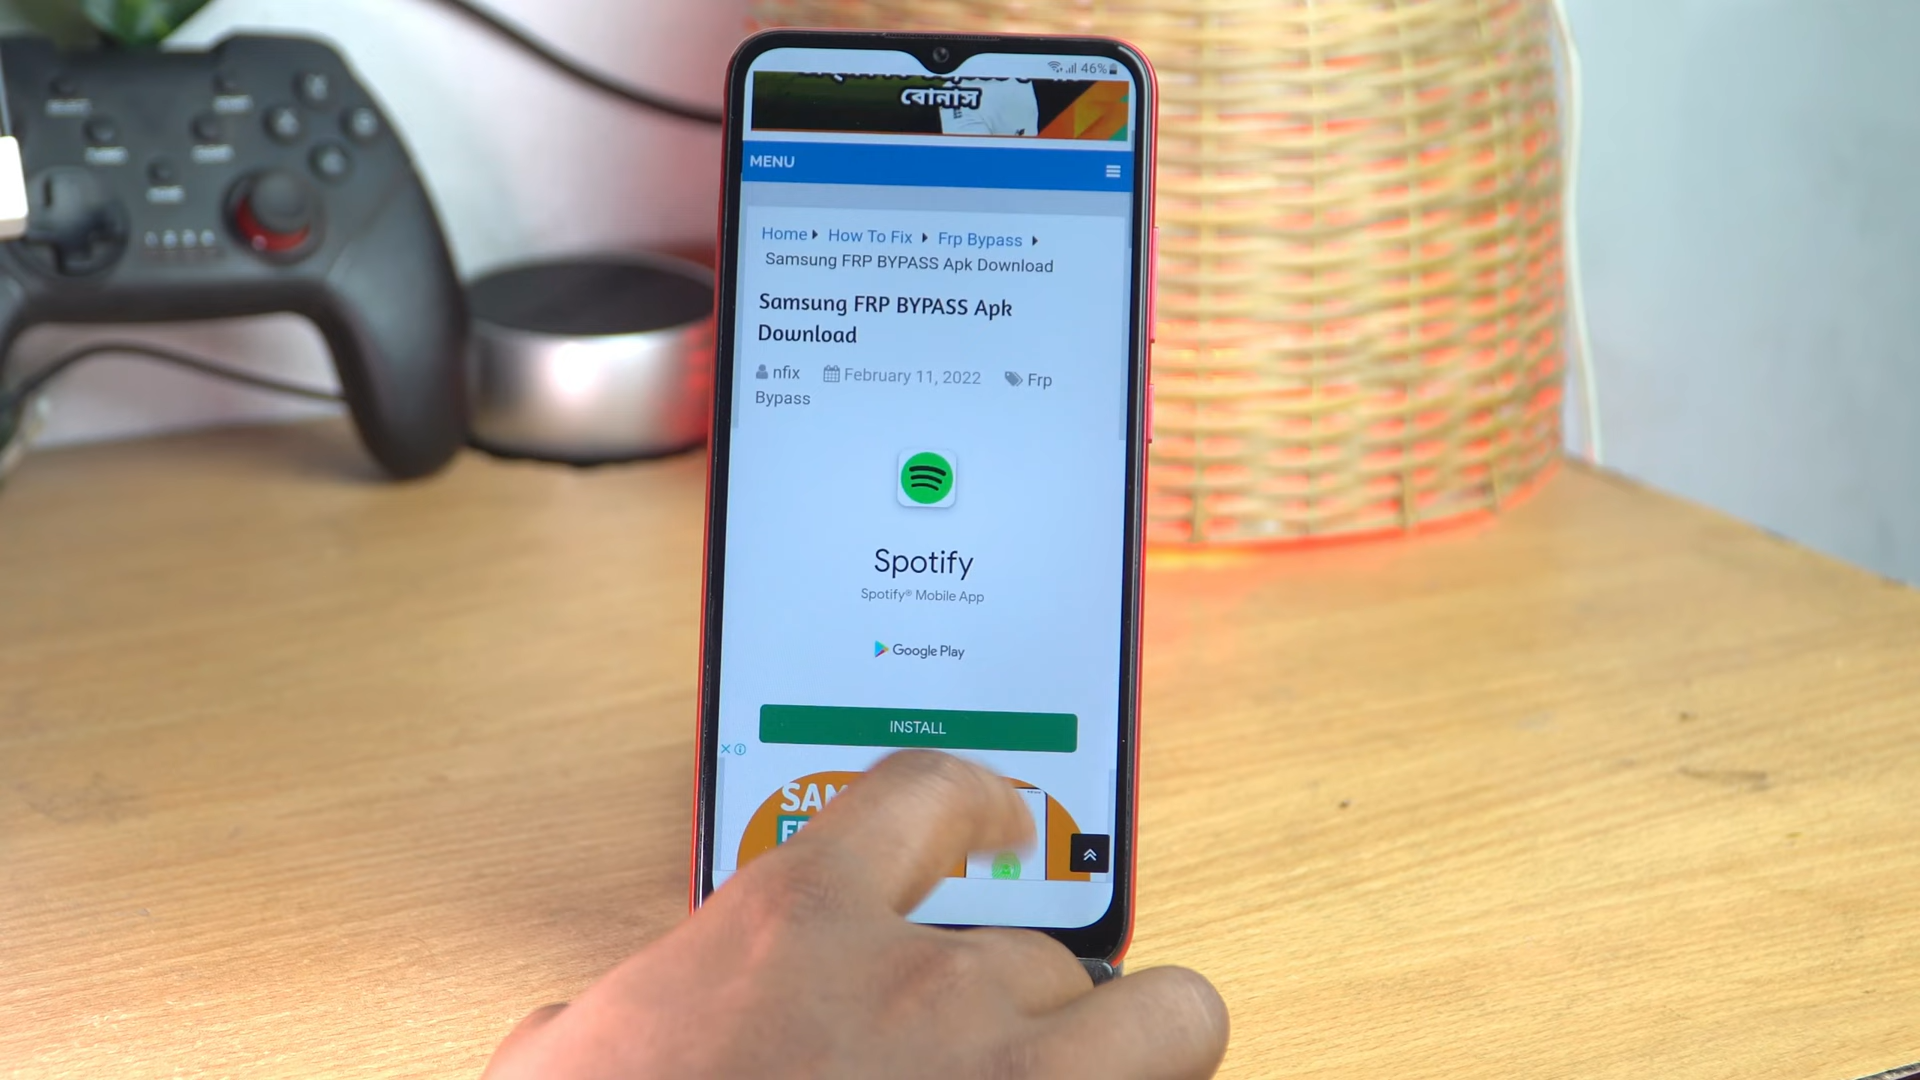 46%
বোনাস
MENU
Home How To Fix Frp Bypass
Samsung FRP BYPASS Apk Download
Samsung FRP BYPASS Apk
Download
nfix February 11, 2022 Frp
Bypass
Spotify
Spotify® Mobile App
Google Play
INSTALL